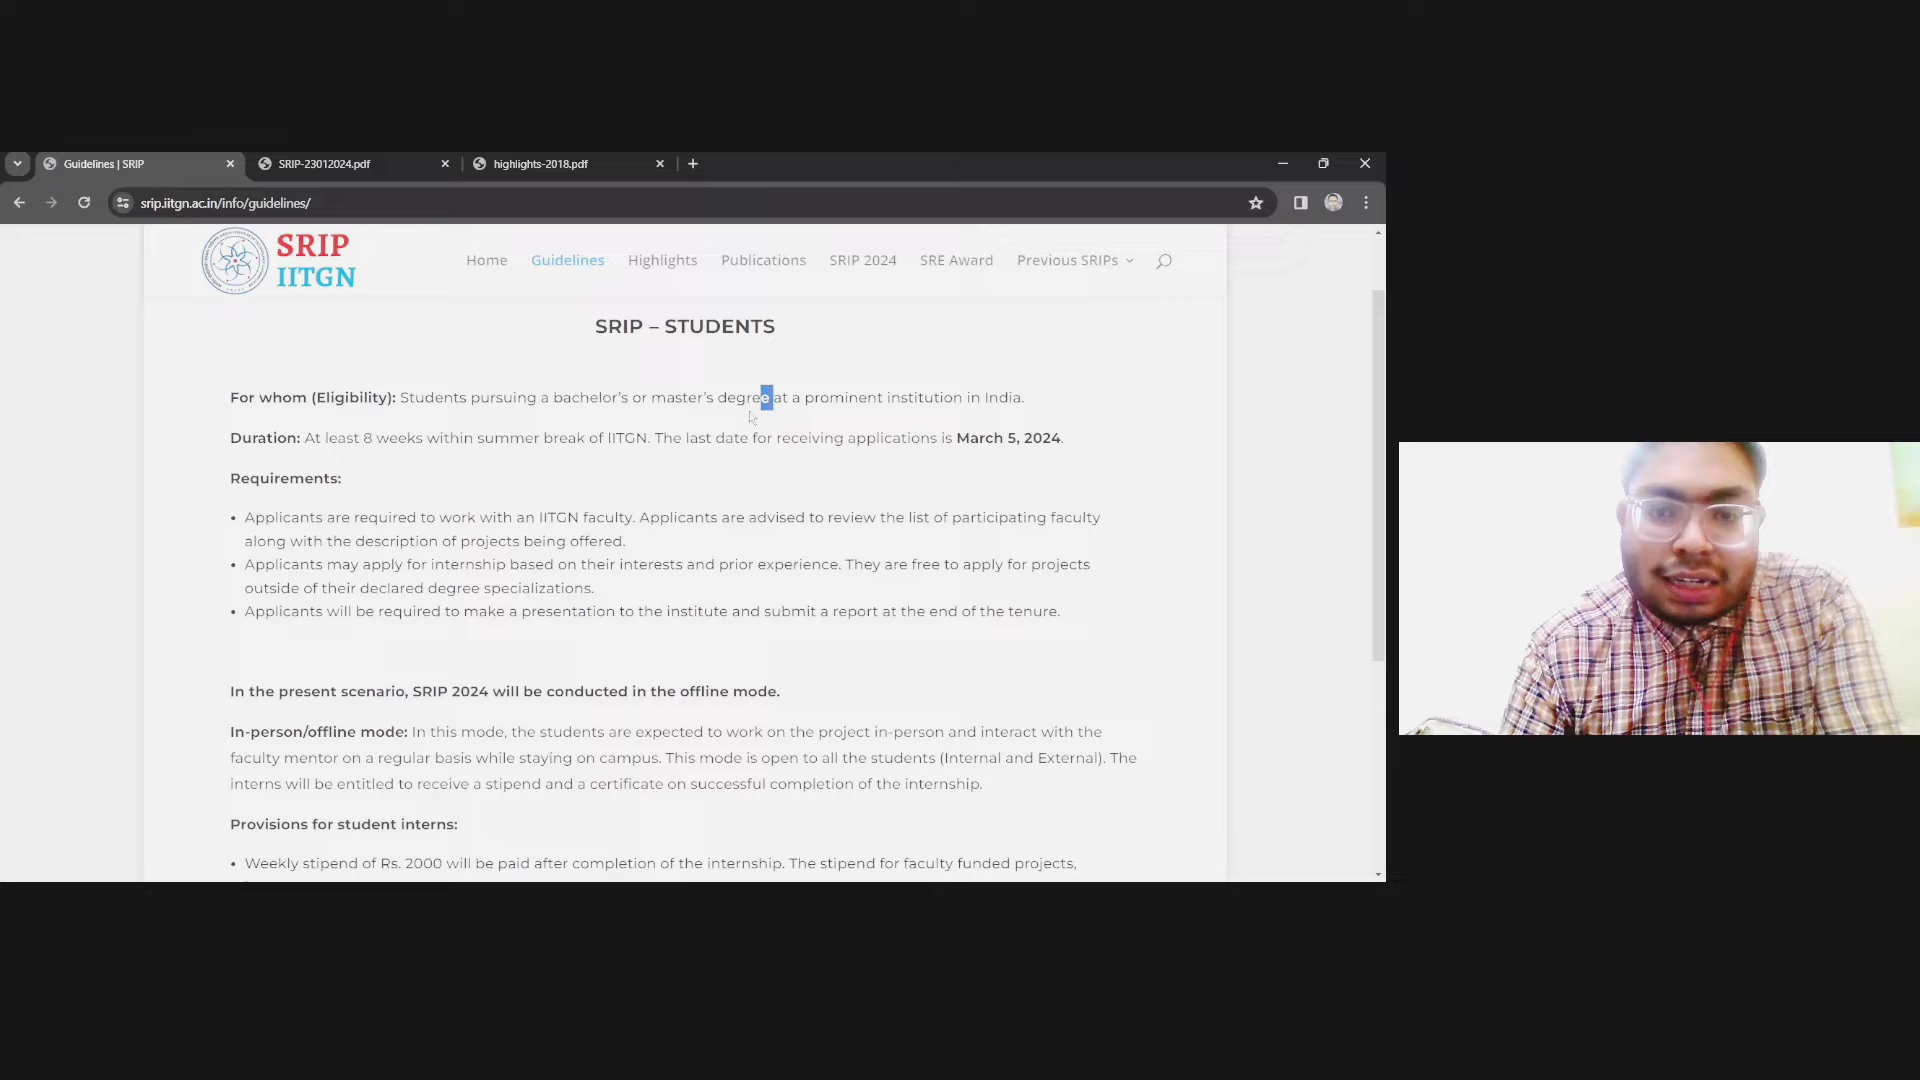 Guidelines | SRIP
SRIP-23012024.pdf
highlights-2018.pdf
srip.iitgn.ac.in/info/guidelines/
SRIP
IITGN
Home Guidelines Highlights Publications SRIP 2024 SRE Award Previous SRIPs
SRIP – STUDENTS
For whom (Eligibility): Students pursuing a bachelor’s or master’s degree at a prominent institution in India.
Duration: At least 8 weeks within summer break of IITGN. The last date for receiving applications is March 5, 2024.
Requirements:
• Applicants are required to work with an IITGN faculty. Applicants are advised to review the list of participating faculty
along with the description of projects being offered.
• Applicants may apply for internship based on their interests and prior experience. They are free to apply for projects
outside of their declared degree specializations.
• Applicants will be required to make a presentation to the institute and submit a report at the end of the tenure.
In the present scenario, SRIP 2024 will be conducted in the offline mode.
In-person/offline mode: In this mode, the students are expected to work on the project in-person and interact with the
faculty mentor on a regular basis while staying on campus. This mode is open to all the students (Internal and External). The
interns will be entitled to receive a stipend and a certificate on successful completion of the internship.
Provisions for student interns:
• Weekly stipend of Rs. 2000 will be paid after completion of the internship. The stipend for faculty funded projects,